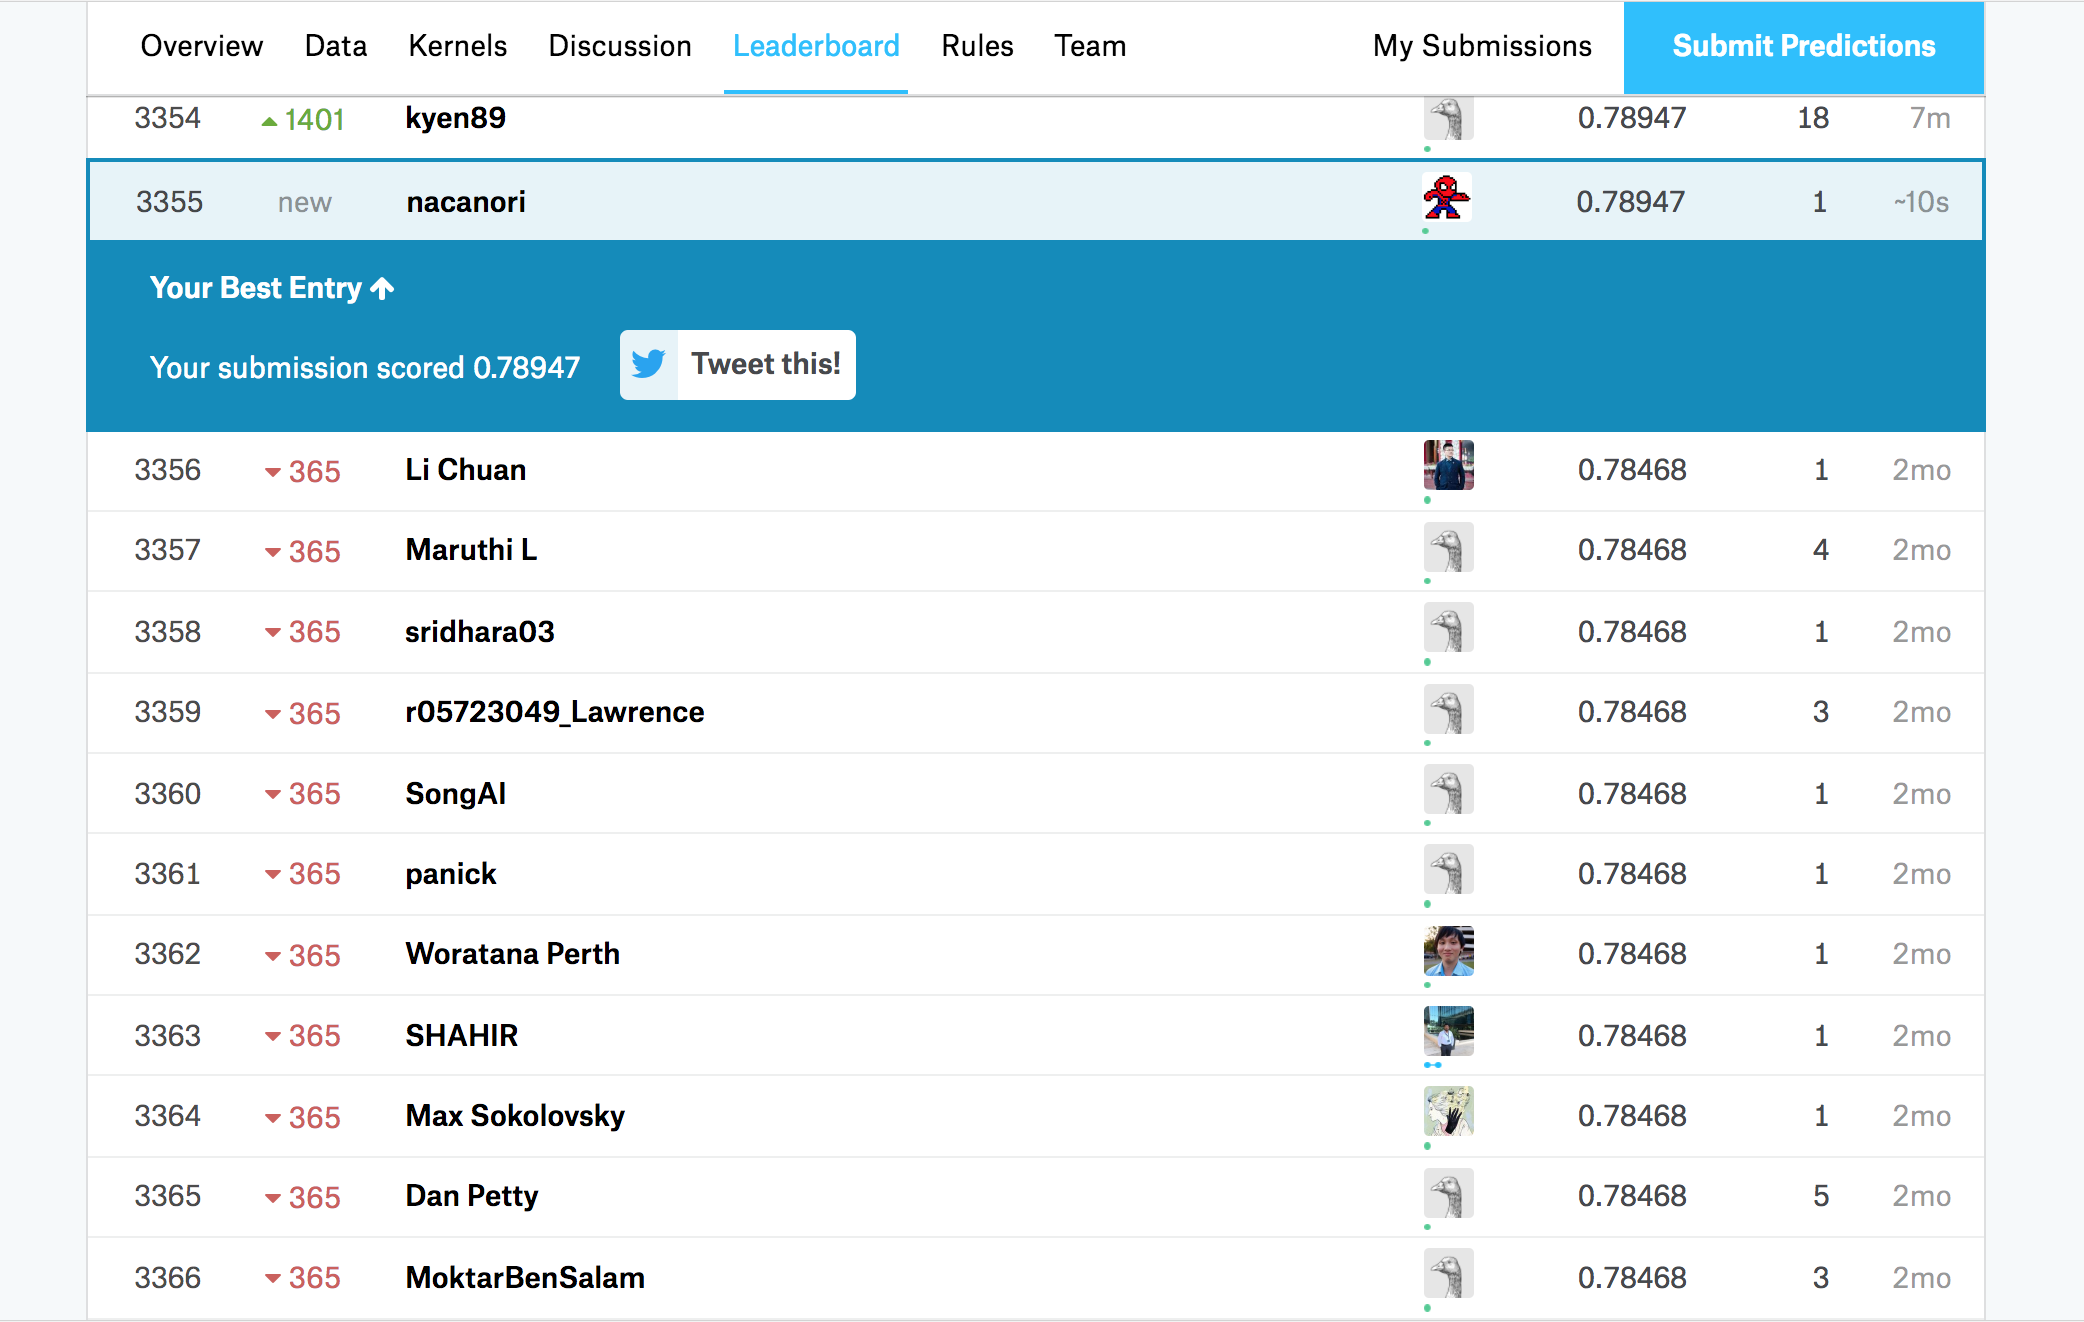 Overview Data Kernels Discussion Leaderboard Rules Team My Submissions Submit Predictions
3354 1401 kyen89 0.78947 18 7m
3355 new nacanori 0.78947 1 ~10s
Your Best Entry
Your submission scored 0.78947 Tweet this!
3356 365 Li Chuan 0.78468 1 2mo
3357 365 Maruthi L 0.78468 4 2mo
3358 365 sridhara03 0.78468 1 2mo
3359 365 r05723049_Lawrence 0.78468 3 2mo
3360 365 SongAI 0.78468 1 2mo
3361 365 panick 0.78468 1 2mo
3362 365 Woratana Perth 0.78468 1 2mo
3363 365 SHAHIR 0.78468 1 2mo
3364 365 Max Sokolovsky 0.78468 1 2mo
3365 365 Dan Petty 0.78468 5 2mo
3366 365 MoktarBenSalam 0.78468 3 2mo